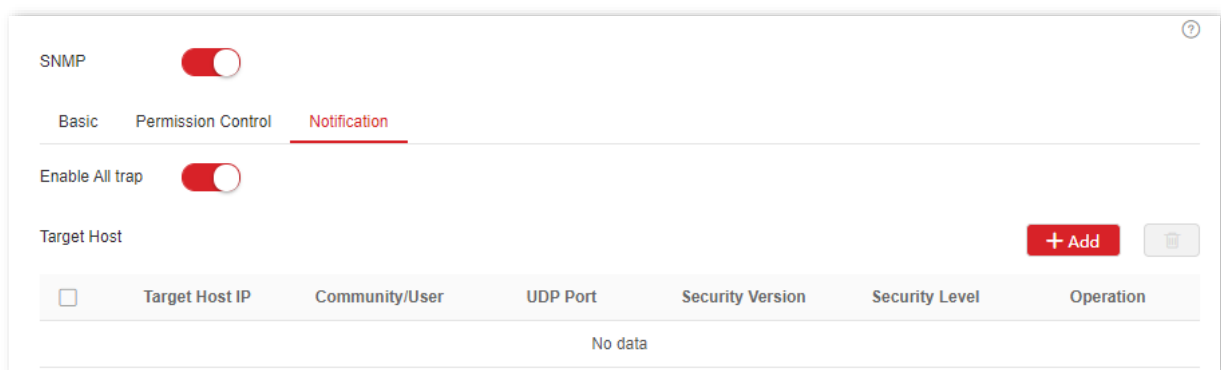 ?
SNMP
Basic Permission Control Notification
Enable All trap
Target Host + Add
Target Host IP Community/User UDP Port Security Version Security Level Operation
No data